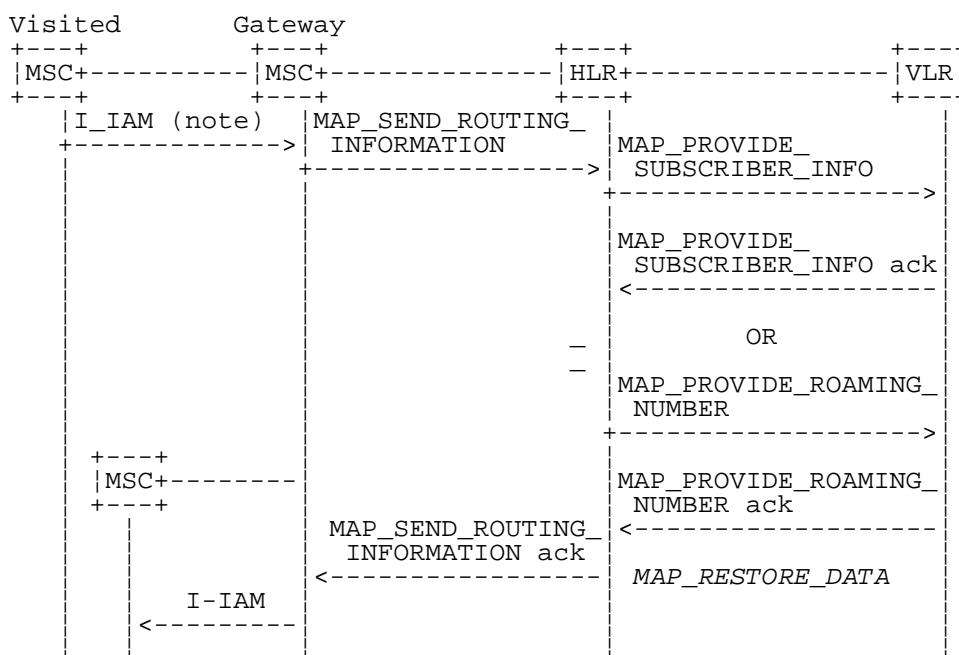 Visited Gateway
MSC MSC HLR VLR
I_IAM (note) MAP_SEND_ROUTING_
INFORMATION MAP_PROVIDE_
SUBSCRIBER_INFO
MAP_PROVIDE_
SUBSCRIBER_INFO ack
OR
MAP_PROVIDE_ROAMING_
NUMBER
MSC MAP_PROVIDE_ROAMING_
NUMBER ack
MAP_SEND_ROUTING_
INFORMATION ack
MAP_RESTORE_DATA
I-IAM